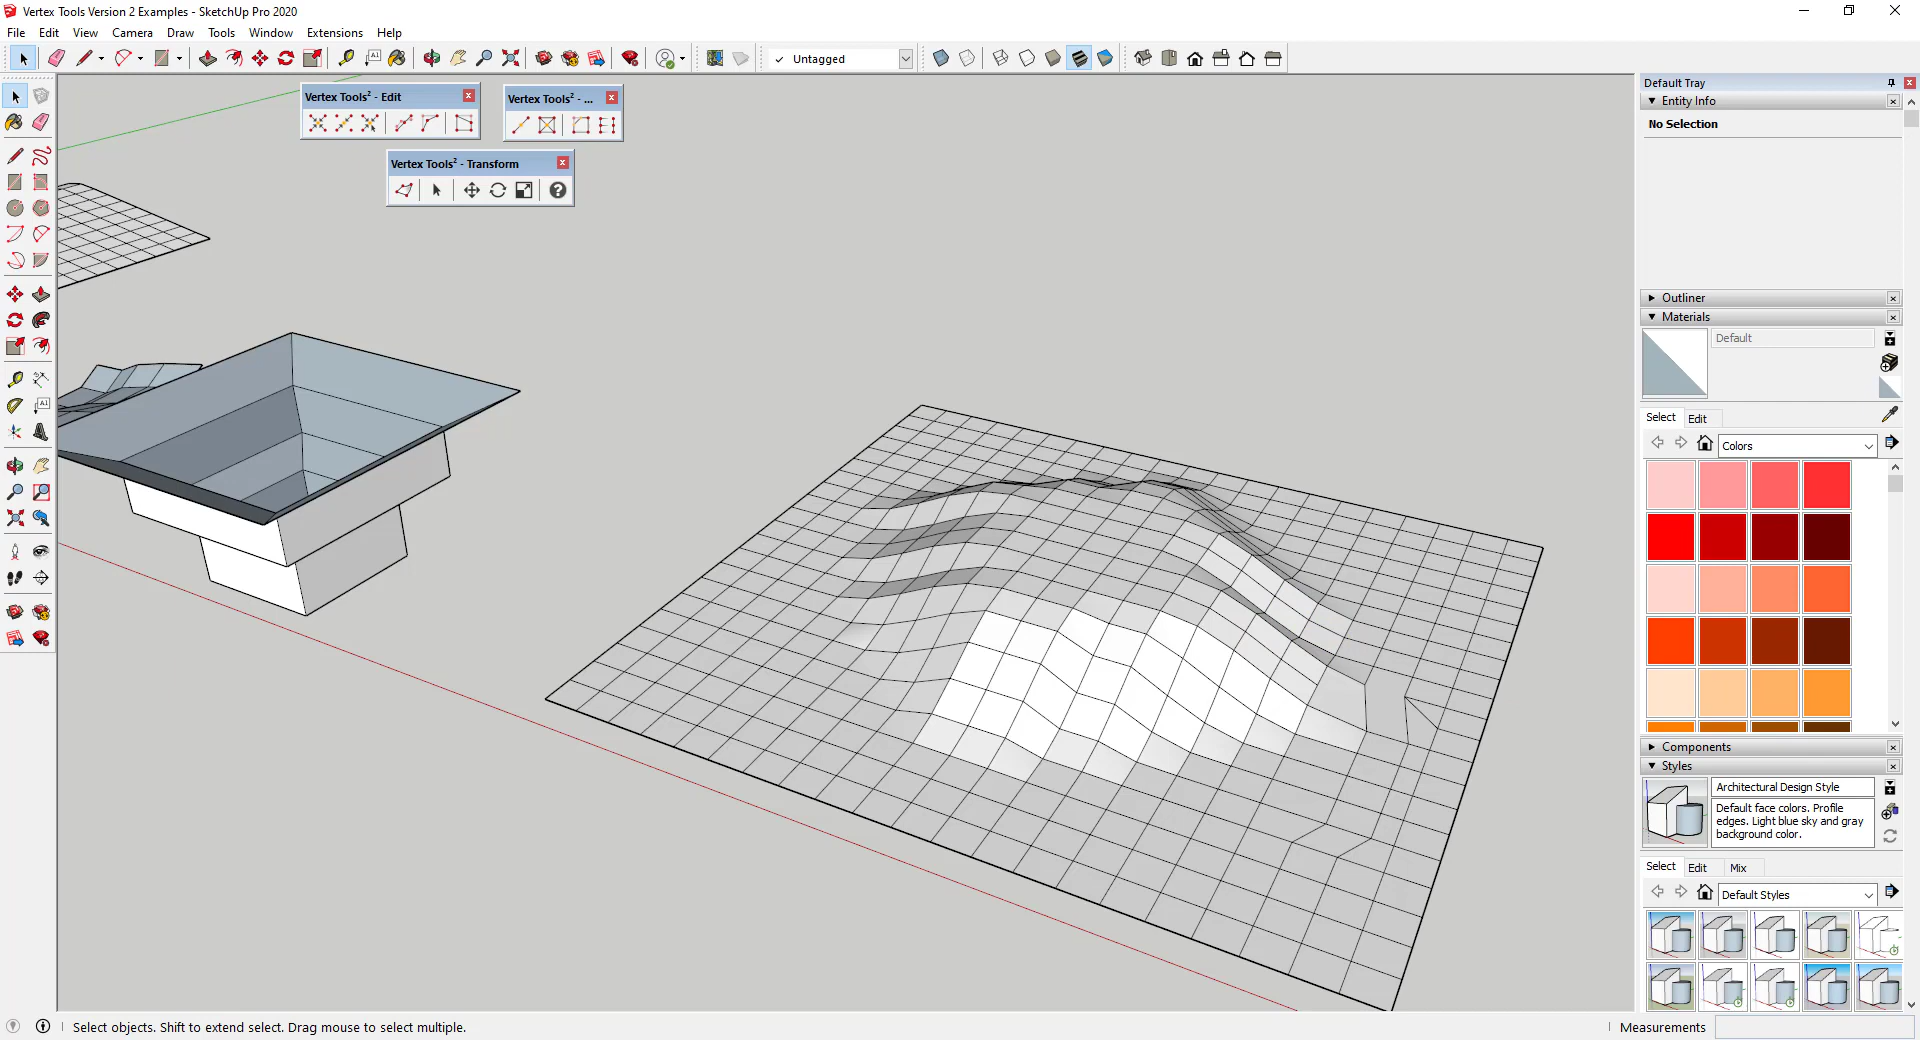 Vertex Tools Version 2 Examples - SketchUp Pro 2020
File Edit View Camera Draw Tools Window Extensions Help
A1
✓ Untagged
Vertex Tools² - Edit
Vertex Tools² - ...
Vertex Tools² - Transform
?
A1
Default Tray
Entity Info
No Selection
Outliner
Materials
Default
Select Edit
Colors
Components
Styles
Architectural Design Style
Default face colors. Profile
edges. Light blue sky and gray
background color.
Select Edit Mix
Default Styles
Select objects. Shift to extend select. Drag mouse to select multiple.
Measurements